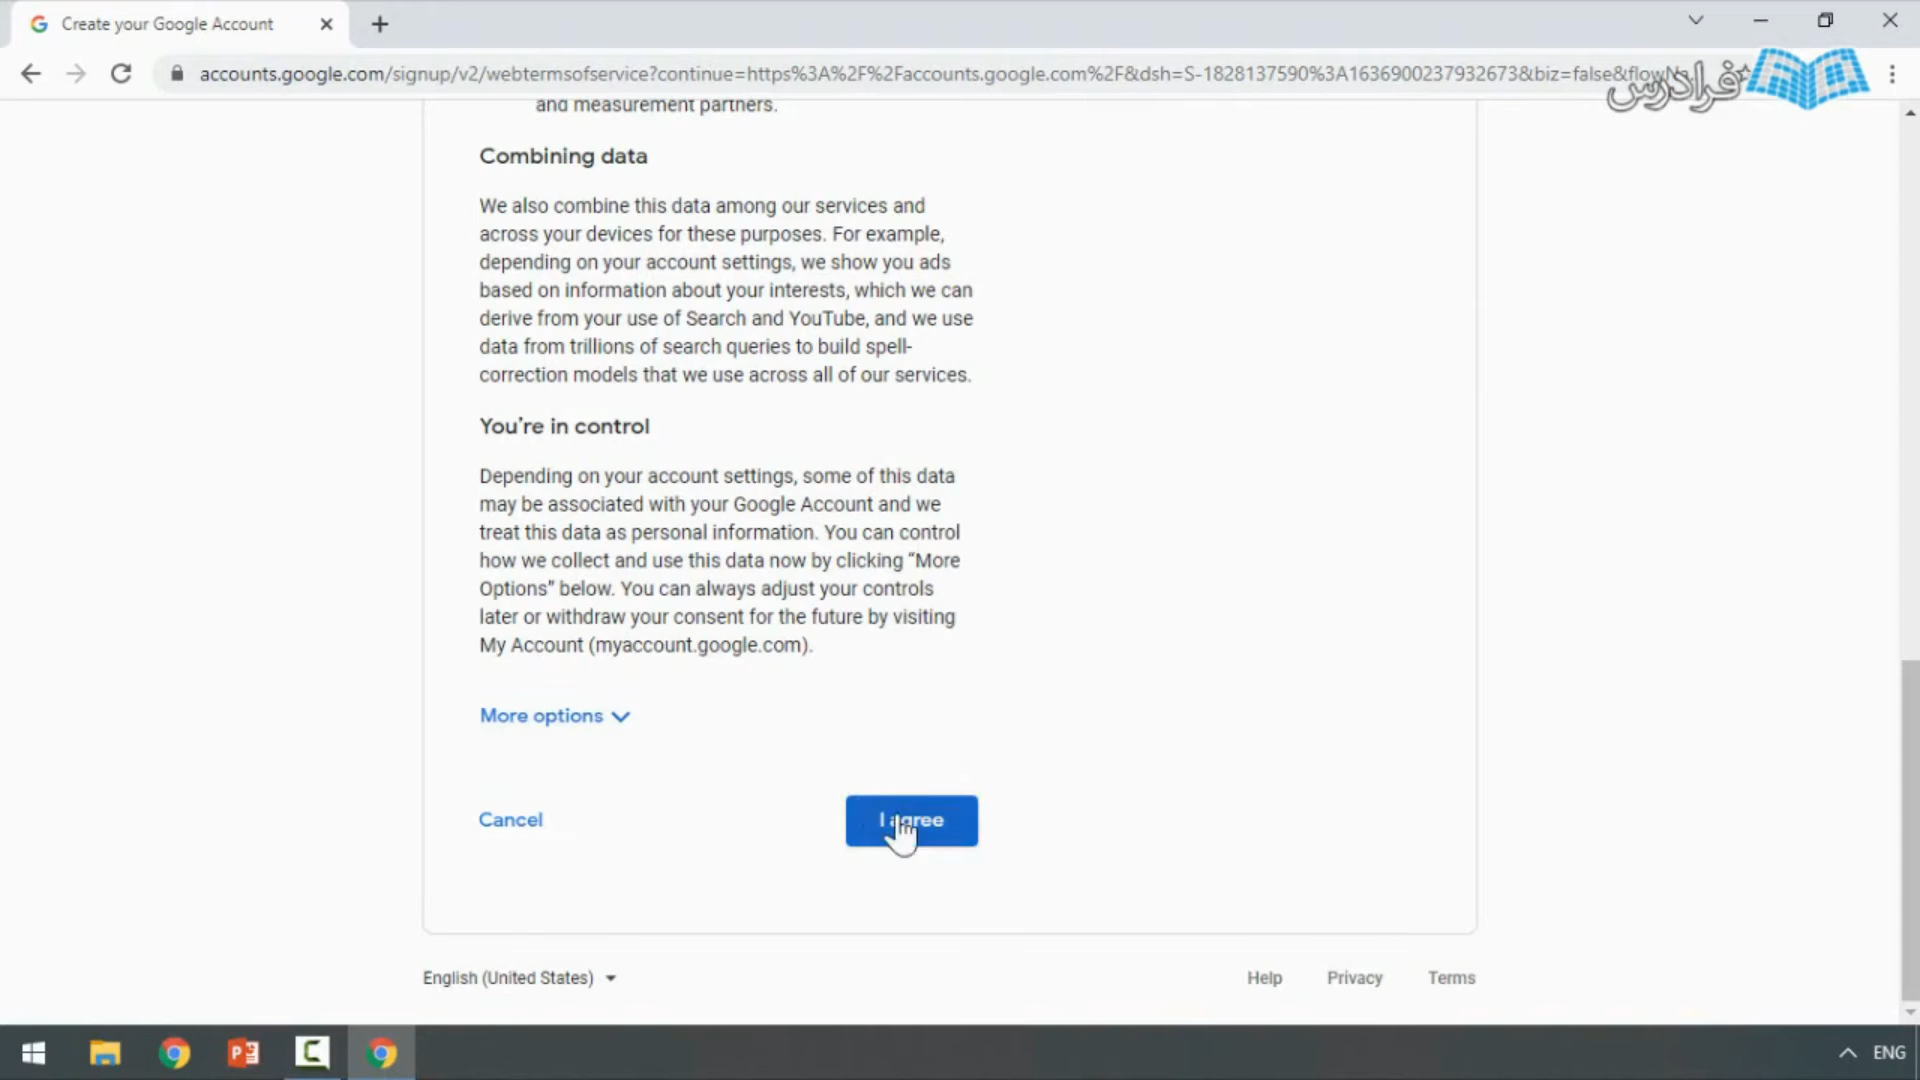 Create your Google Account
accounts.google.com/signup/v2/webtermsofservice?continue=https%3A%2F%2Faccounts.google.com%2F&dsh=S-1828137590%3A1636900237932673&biz=false&flowN
فرادرس
and measurement partners.
Combining data
We also combine this data among our services and
across your devices for these purposes. For example,
depending on your account settings, we show you ads
based on information about your interests, which we can
derive from your use of Search and YouTube, and we use
data from trillions of search queries to build spell-
correction models that we use across all of our services.
You're in control
Depending on your account settings, some of this data
may be associated with your Google Account and we
treat this data as personal information. You can control
how we collect and use this data now by clicking “More
Options” below. You can always adjust your controls
later or withdraw your consent for the future by visiting
My Account (myaccount.google.com).
More options
Cancel
I agree
English (United States)
Help
Privacy
Terms
ENG